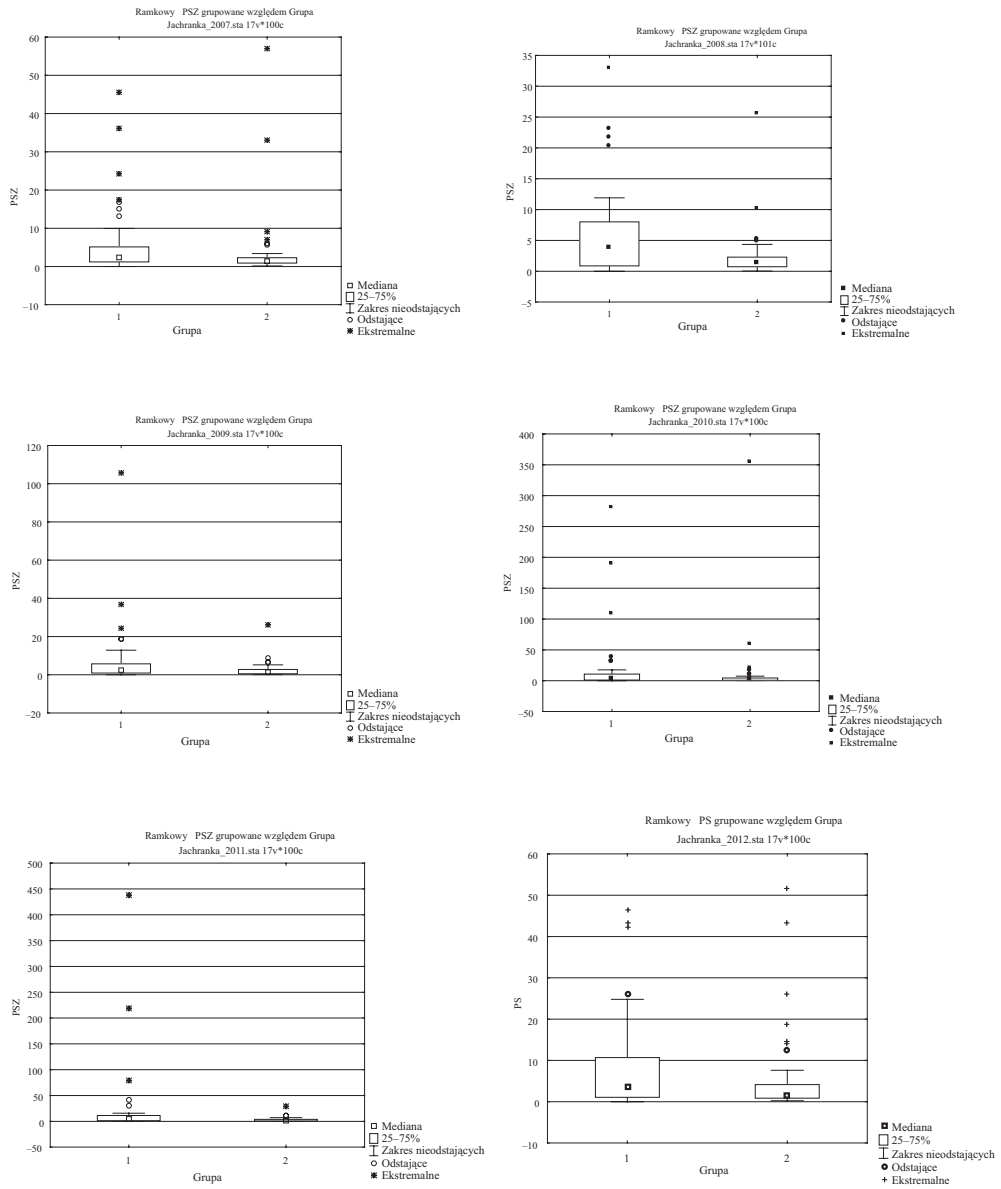 Ramkowy PSZ grupowane względem Grupa
Jachranka_2007.sta 17v*100c
60
50
40
30
20
10
0
–10
PSZ
1
2
Grupa
Mediana
25–75%
Zakres nieodstających
Odstające
Ekstremalne
Ramkowy PSZ grupowane względem Grupa
Jachranka_2008.sta 17v*101c
35
30
25
20
15
10
5
0
–5
PSZ
1
2
Grupa
Mediana
25–75%
Zakres nieodstających
Odstające
Ekstremalne
Ramkowy PSZ grupowane względem Grupa
Jachranka_2009.sta 17v*100c
120
100
80
60
40
20
0
–20
PSZ
1
2
Grupa
Mediana
25–75%
Zakres nieodstających
Odstające
Ekstremalne
Ramkowy PSZ grupowane względem Grupa
Jachranka_2010.sta 17v*100c
400
350
300
250
200
150
100
50
0
–50
PSZ
1
2
Grupa
Mediana
25–75%
Zakres nieodstających
Odstające
Ekstremalne
Ramkowy PSZ grupowane względem Grupa
Jachranka_2011.sta 17v*100c
500
450
400
350
300
250
200
150
100
50
0
–50
PSZ
1
2
Grupa
Mediana
25–75%
Zakres nieodstających
Odstające
Ekstremalne
Ramkowy PS grupowane względem Grupa
Jachranka_2012.sta 17v*100c
60
50
40
30
20
10
0
–10
PS
1
2
Grupa
Mediana
25–75%
Zakres nieodstających
Odstające
Ekstremalne